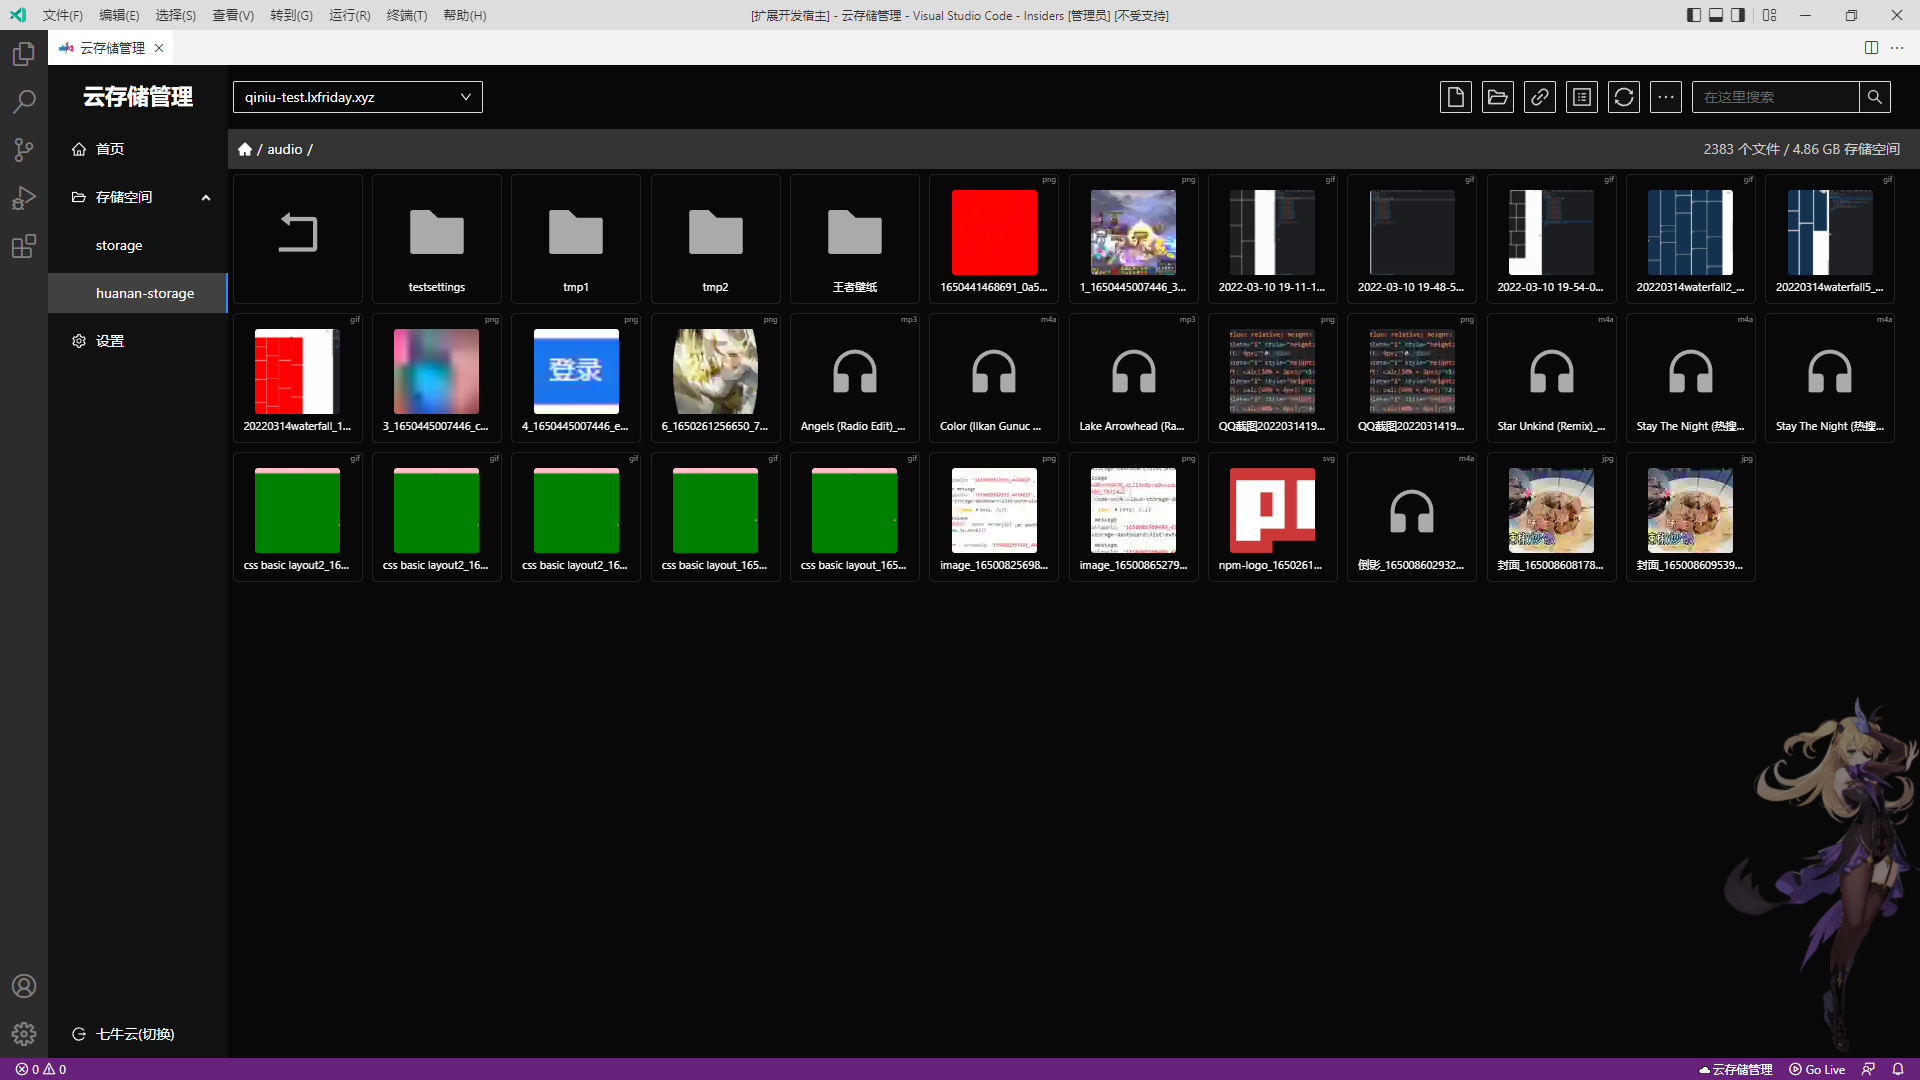 文件(F) 编辑(E) 选择(S) 查看(V) 转到(G) 运行(R) 终端(T) 帮助(H)
[扩展开发宿主] - 云存储管理 - Visual Studio Code - Insiders [管理员] [不受支持]
云存储管理
云存储管理
qiniu-test.lxfriday.xyz
在这里搜索
首页
/ audio /
2383 个文件 / 4.86 GB 存储空间
存储空间
storage
huanan-storage
设置
png png gif gif gif gif gif
testsettings tmp1 tmp2 王者壁纸 1650441468691_0a5... 1_1650445007446_3... 2022-03-10 19-11-1... 2022-03-10 19-48-5... 2022-03-10 19-54-0... 20220314waterfall2_... 20220314waterfall5_...
gif png png png mp3 m4a mp3 png png m4a m4a m4a
登录
20220314waterfall_1... 3_1650445007446_c... 4_1650445007446_e... 6_1650261256650_7... Angels (Radio Edit)_... Color (Ilkan Gunuc ... Lake Arrowhead (Ra... QQ截图2022031419... QQ截图2022031419... Star Unkind (Remix)_... Stay The Night (热搜... Stay The Night (热搜...
gif gif gif gif gif png png svg m4a jpg jpg
css basic layout2_16... css basic layout2_16... css basic layout2_16... css basic layout_165... css basic layout_165... image_16500825698... image_16500865279... npm-logo_1650261... 倒影_165008602932... 封面_165008608178... 封面_165008609539...
七牛云(切换)
0 0
云存储管理 Go Live